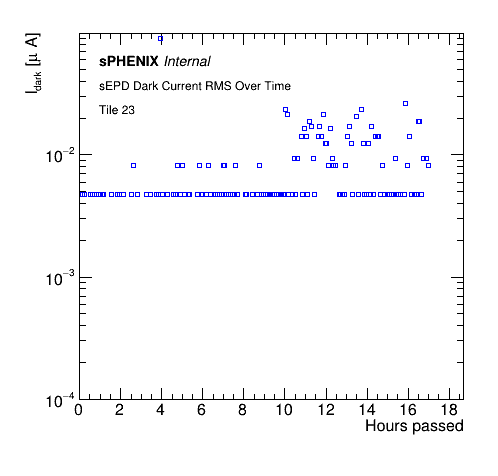 I_dark [μ A]
sPHENIX Internal
sEPD Dark Current RMS Over Time
Tile 23
10⁻²
10⁻³
10⁻⁴
0 2 4 6 8 10 12 14 16 18
Hours passed